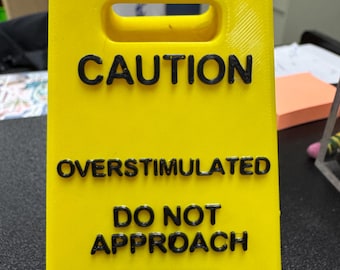 CAUTION
OVERSTIMULATED
DO NOT
APPROACH